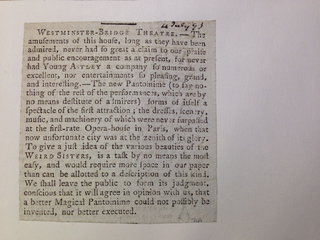 22 July 93
WESTMINSTER-BRIDGE THEATRE.—The
amusements of this house, long as they have been
admired, never had so great a claim to our praise
and public encouragement as at present, for never
had YOUNG ASTLEY a company so numerous or
excellent, nor entertainments so pleasing, grand,
and interesting.—The new Pantomime (to say no-
thing of the rest of the performances, which are by
no means destitute of admirers) forms of itself a
spectacle of the first attraction; the dresses, scenery,
music, and machinery of which were never surpassed
at the first-rate Opera-house in Paris, when that
now unfortunate city was at the zenith of its glory.
To give a just idea of the various beauties of the
WEIRD SISTERS, is a task by no means the most
easy, and would require more space in our paper
than can be allotted to a description of this kind.
We shall leave the public to form its judgment,
conscious that it will agree in opinion with us, that
a better Magical Pantomime could not possibly be
invented, nor better executed.